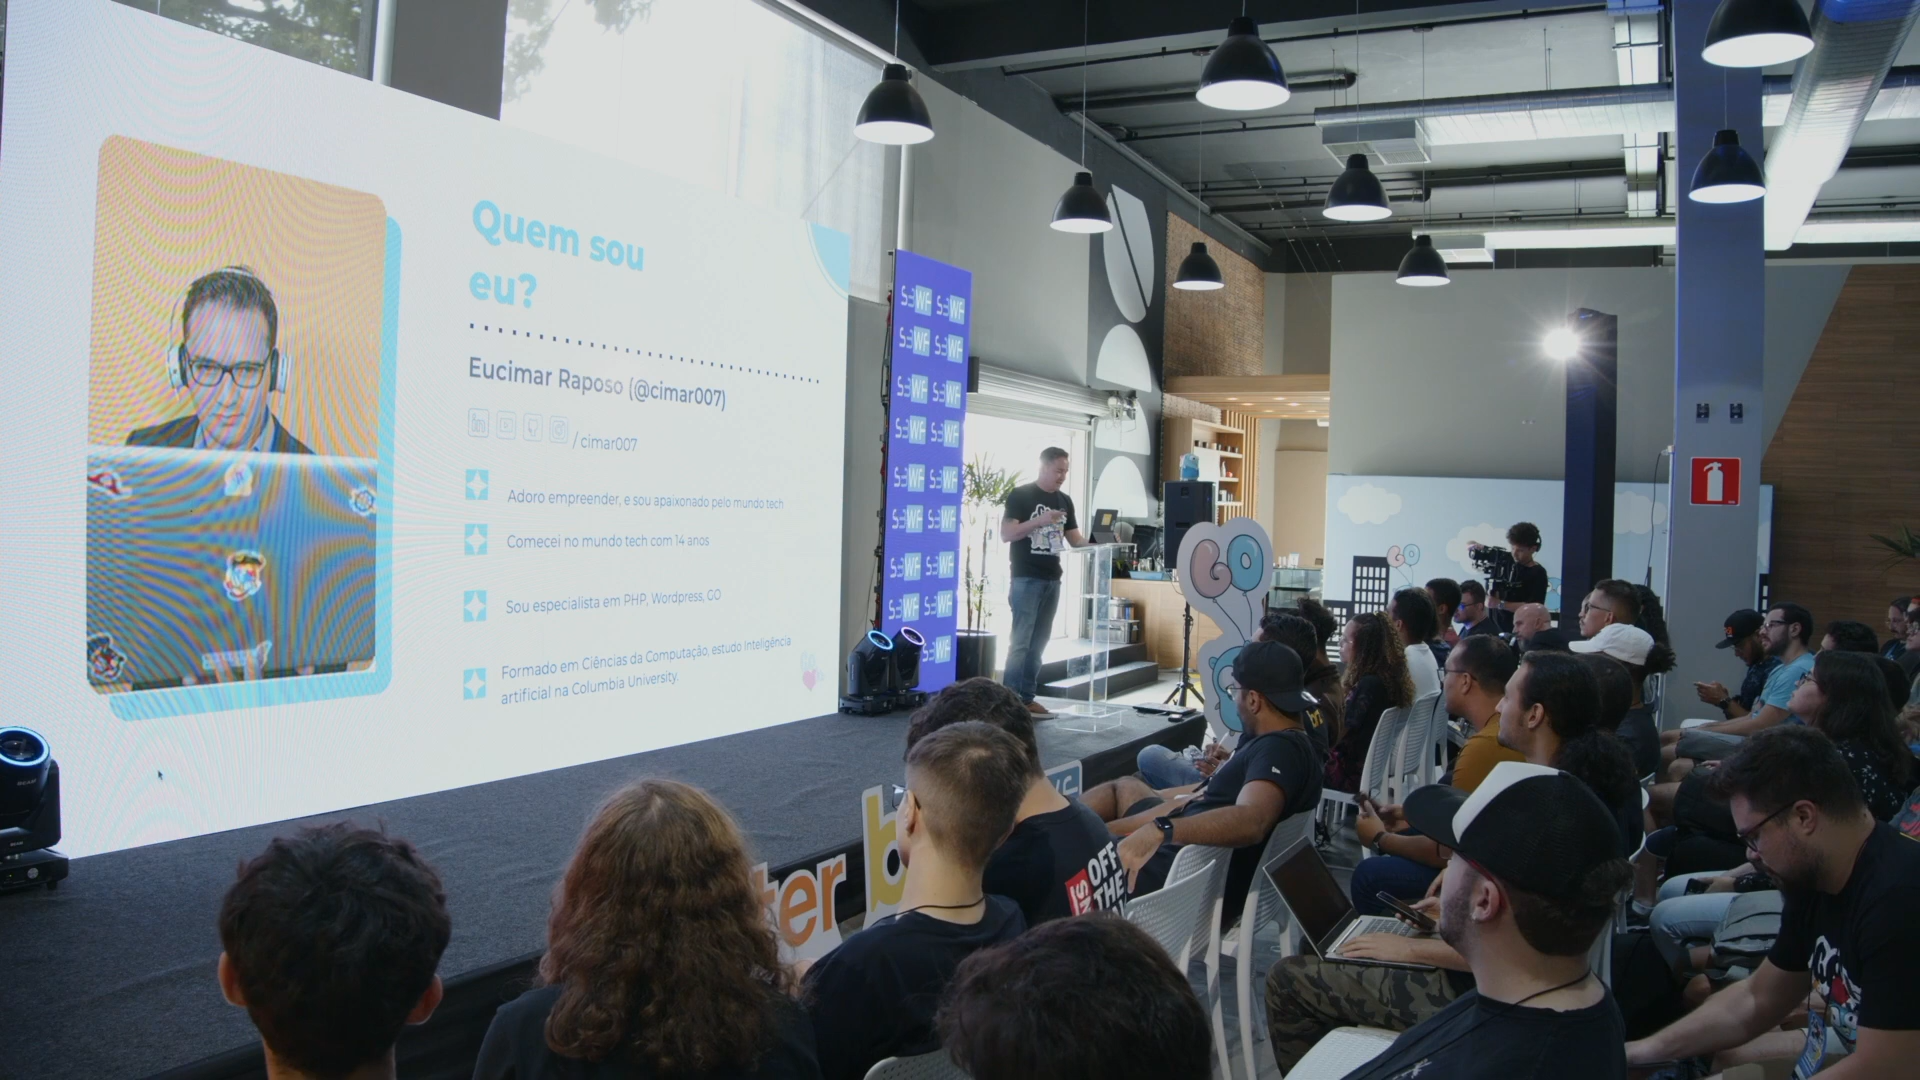 Quem sou
eu?
Eucimar Raposo (@cimar007)
/ cimar007
Adoro empreender, e sou apaixonado pelo mundo tech
Comecei no mundo tech com 14 anos
Sou especialista em PHP, Wordpress, GO
Formado em Ciências da Computação, estudo Inteligência
artificial na Columbia University.
GO
GO
ter
b
OFF
THE